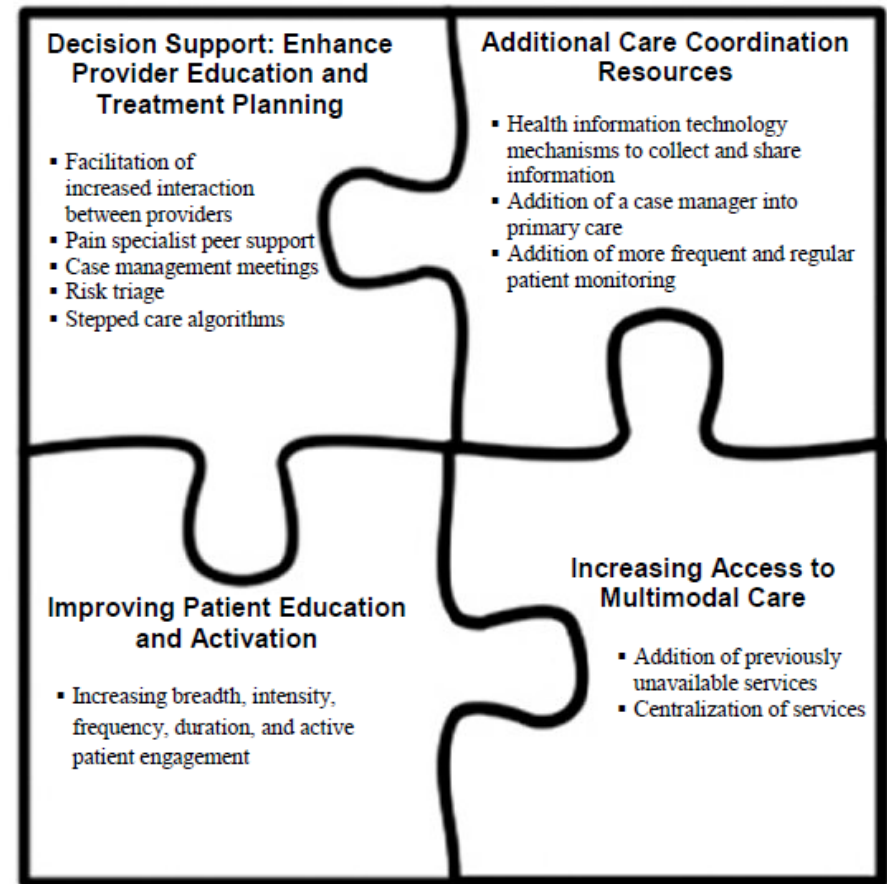 Decision Support: Enhance
Provider Education and
Treatment Planning
▪ Facilitation of
increased interaction
between providers
▪ Pain specialist peer support
▪ Case management meetings
▪ Risk triage
▪ Stepped care algorithms
Additional Care Coordination
Resources
▪ Health information technology
mechanisms to collect and share
information
▪ Addition of a case manager into
primary care
▪ Addition of more frequent and regular
patient monitoring
Improving Patient Education
and Activation
▪ Increasing breadth, intensity,
frequency, duration, and active
patient engagement
Increasing Access to
Multimodal Care
▪ Addition of previously
unavailable services
▪ Centralization of services